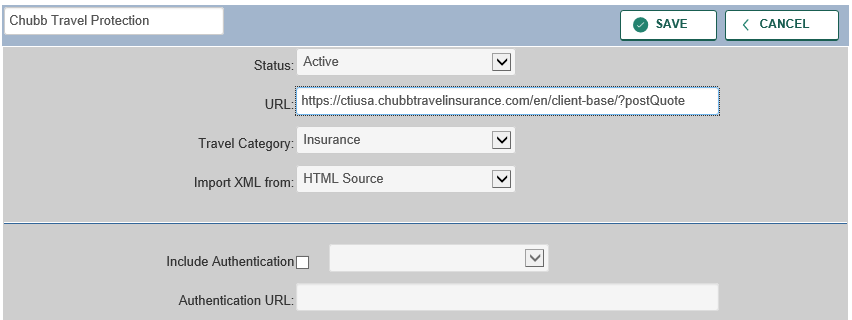 Chubb Travel Protection
SAVE
CANCEL
Status: Active
URL: https://ctiusa.chubbtravelinsurance.com/en/client-base/?postQuote
Travel Category: Insurance
Import XML from: HTML Source
Include Authentication
Authentication URL: